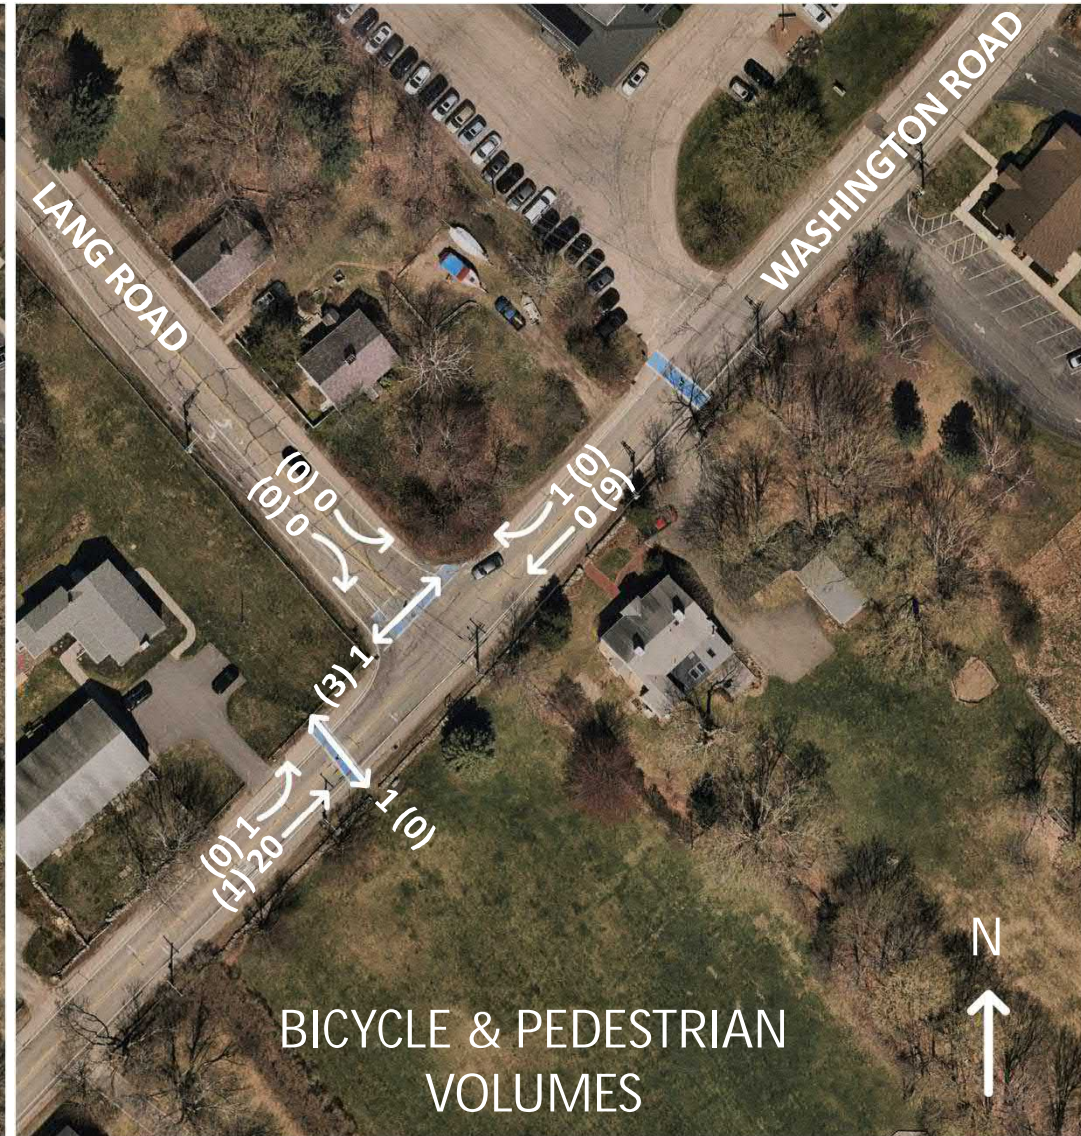 WASHINGTON ROAD
LANG ROAD
(0) 0
(0) 0
1 (0)
0 (9)
(3) 1
1 (0)
(0) 1
(1) 20
N
BICYCLE & PEDESTRIAN
VOLUMES